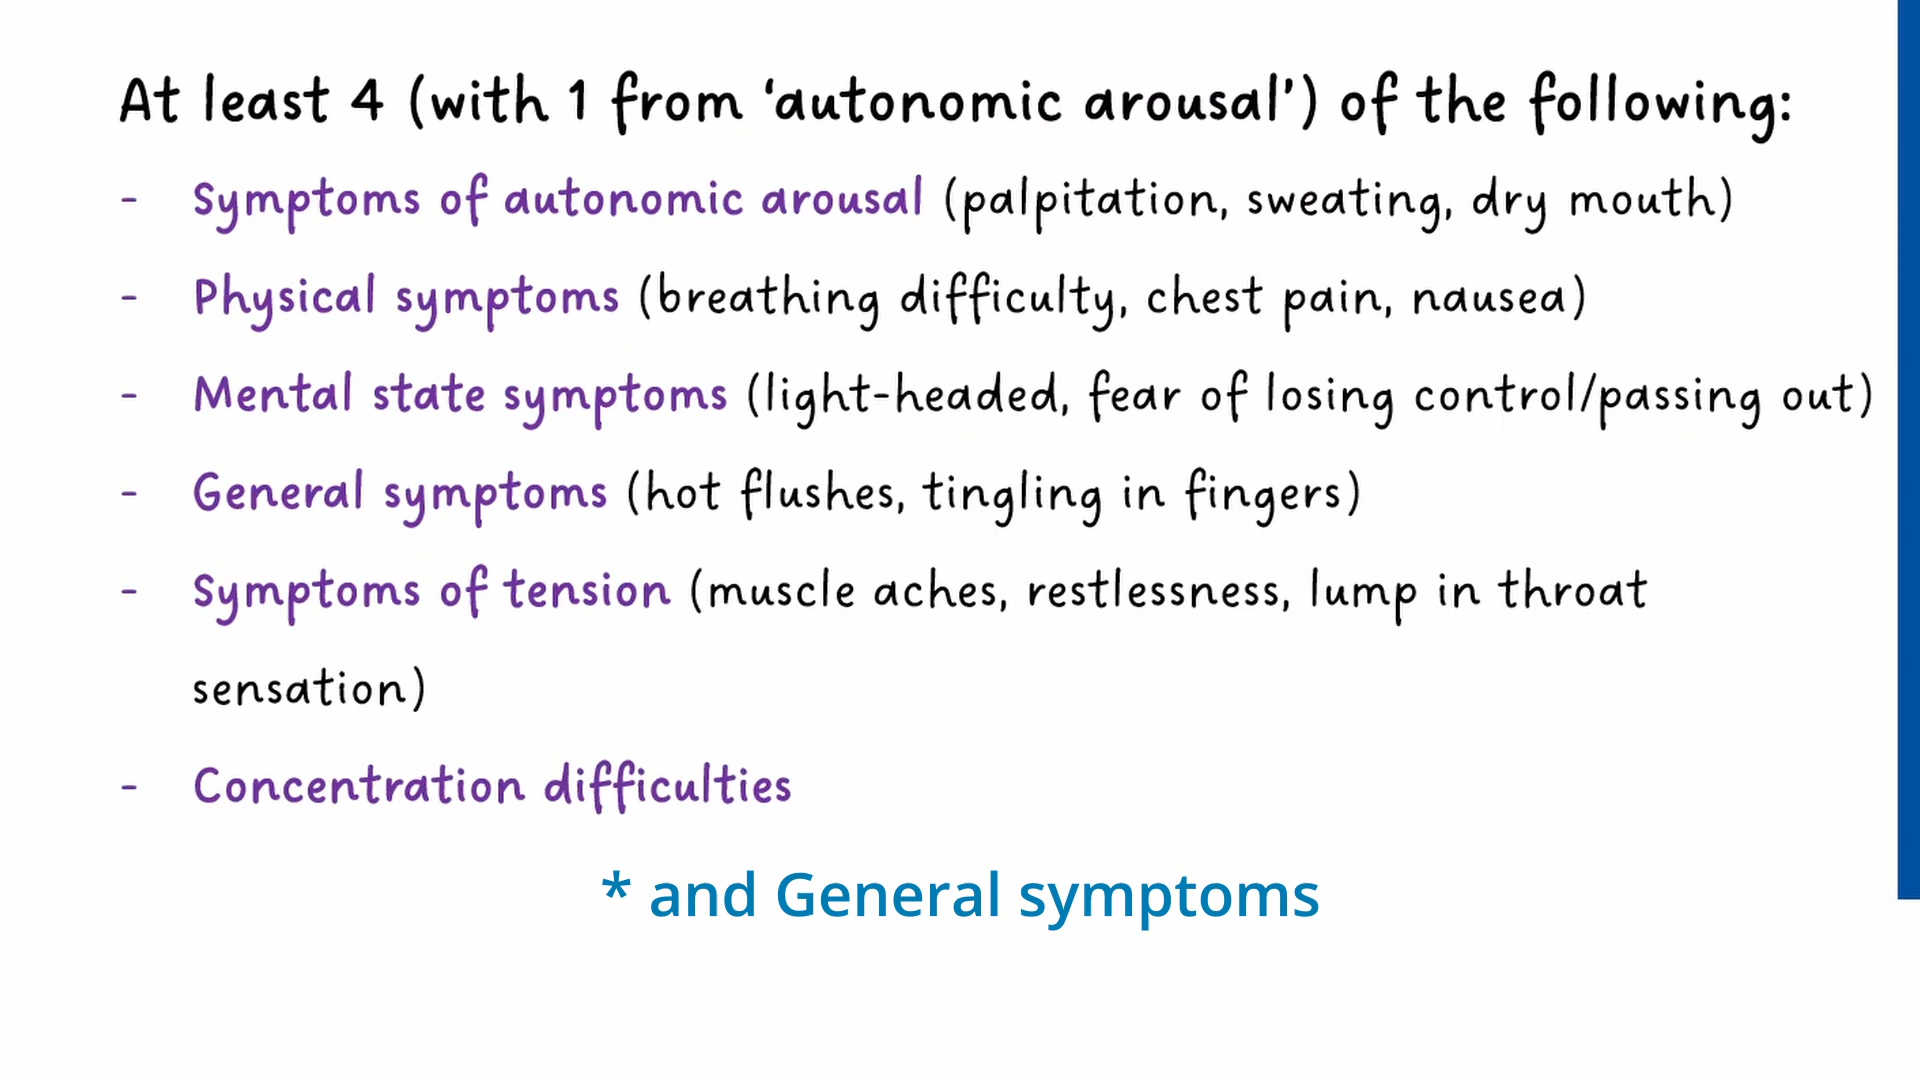 At least 4 (with 1 from ‘autonomic arousal’) of the following:
- Symptoms of autonomic arousal (palpitation, sweating, dry mouth)
- Physical symptoms (breathing difficulty, chest pain, nausea)
- Mental state symptoms (light-headed, fear of losing control/passing out)
- General symptoms (hot flushes, tingling in fingers)
- Symptoms of tension (muscle aches, restlessness, lump in throat
sensation)
- Concentration difficulties
* and General symptoms